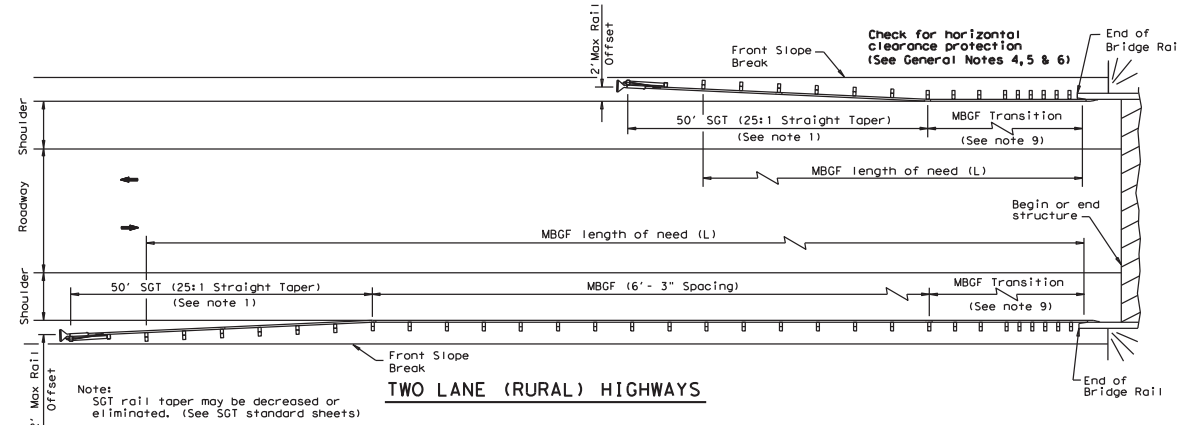 2' Max Rail
Offset
Front Slope
Break
Check for horizontal
clearance protection
(See General Notes 4,5 & 6)
End of
Bridge Rai
Shoulder
50' SGT (25:1 Straight Taper)
(See note 1)
MBGF Transition
(See note 9)
MBGF length of need (L)
Roadway
Begin or end
structure
MBGF length of need (L)
Shoulder
50' SGT (25:1 Straight Taper)
(See note 1)
MBGF (6'- 3" Spacing)
MBGF Transition
(See note 9)
Front Slope
Break
End of
Bridge Rail
' Max Rail
Offset
Note:
SGT rail taper may be decreased or
eliminated. (See SGT standard sheets)
TWO LANE (RURAL) HIGHWAYS